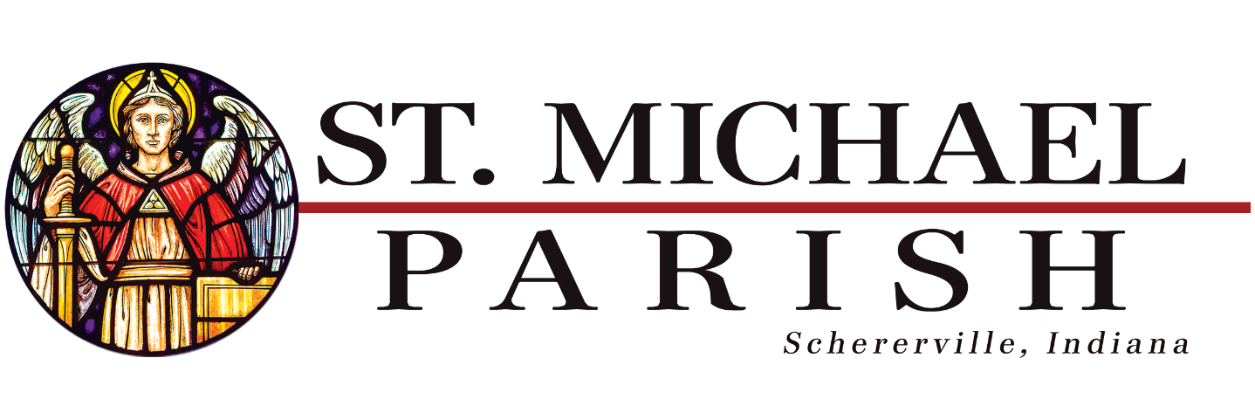 ST. MICHAEL
PARISH
Schererville, Indiana